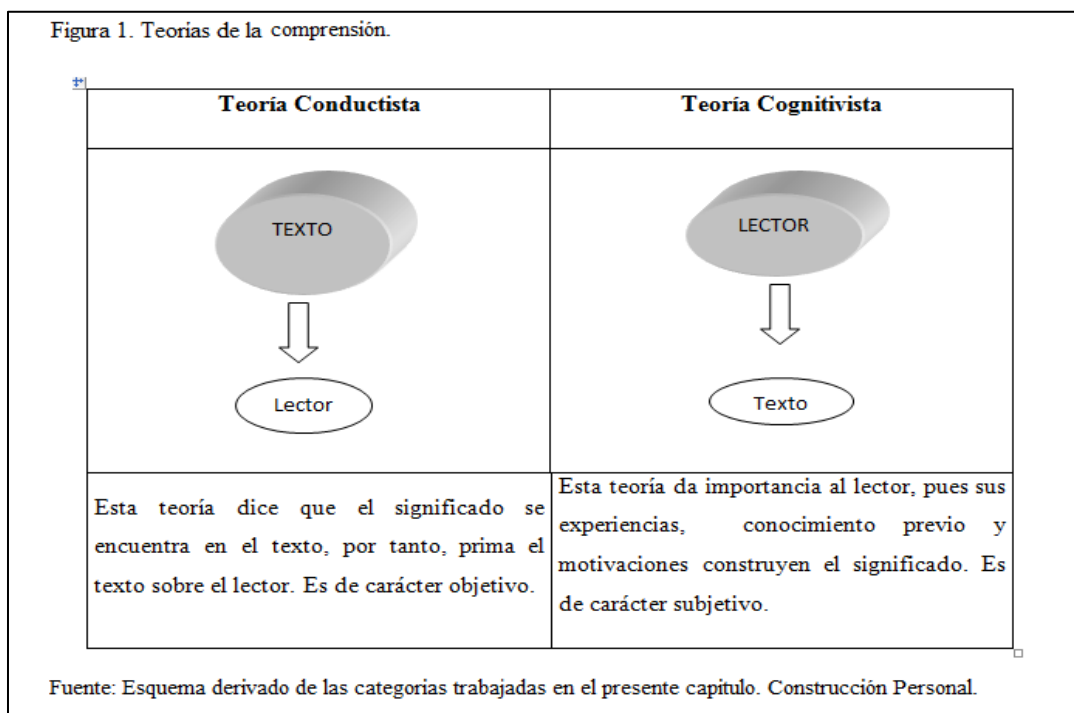 Figura 1. Teorías de la comprensión.
Teoría Conductista
Teoría Cognitivista
TEXTO
Lector
LECTOR
Texto
Esta teoría dice que el significado se
encuentra en el texto, por tanto, prima el
texto sobre el lector. Es de carácter objetivo.
Esta teoría da importancia al lector, pues sus
experiencias, conocimiento previo y
motivaciones construyen el significado. Es
de carácter subjetivo.
Fuente: Esquema derivado de las categorias trabajadas en el presente capitulo. Construcción Personal.